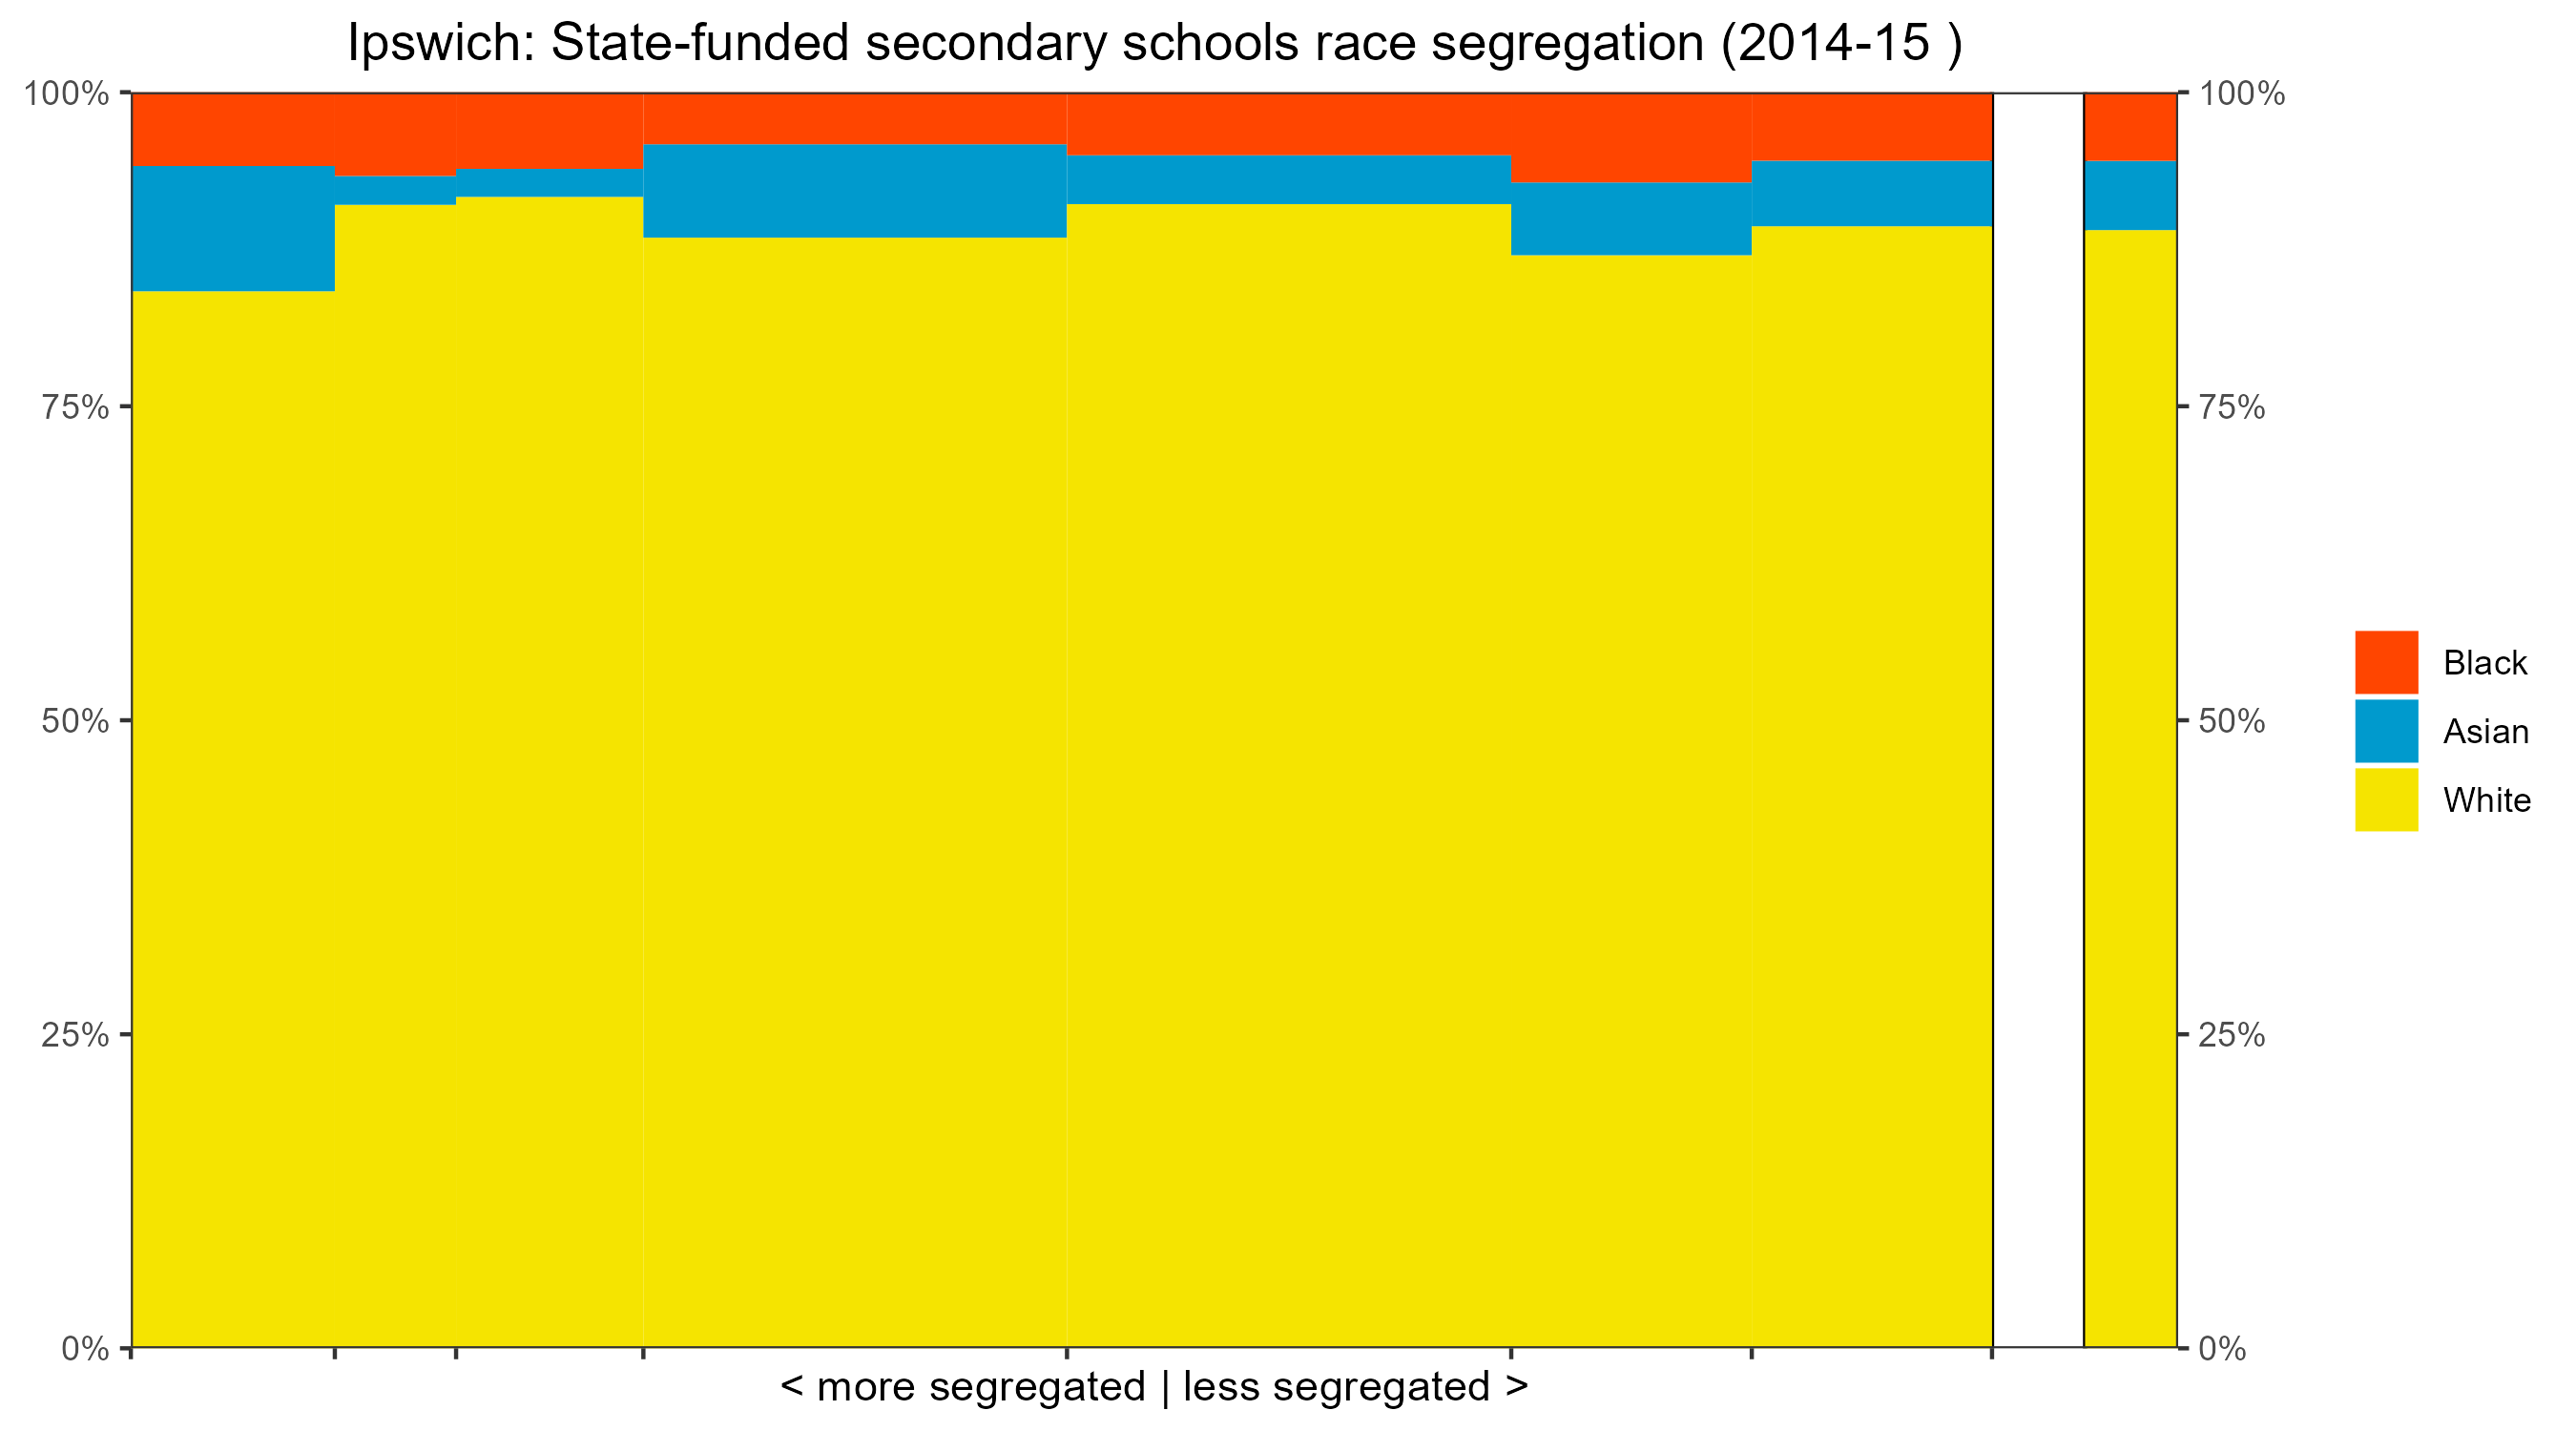 Ipswich: State-funded secondary schools race segregation (2014-15 )
100%
100%
75%
75%
50%
50%
25%
25%
0%
0%
Black
Asian
White
< more segregated | less segregated >